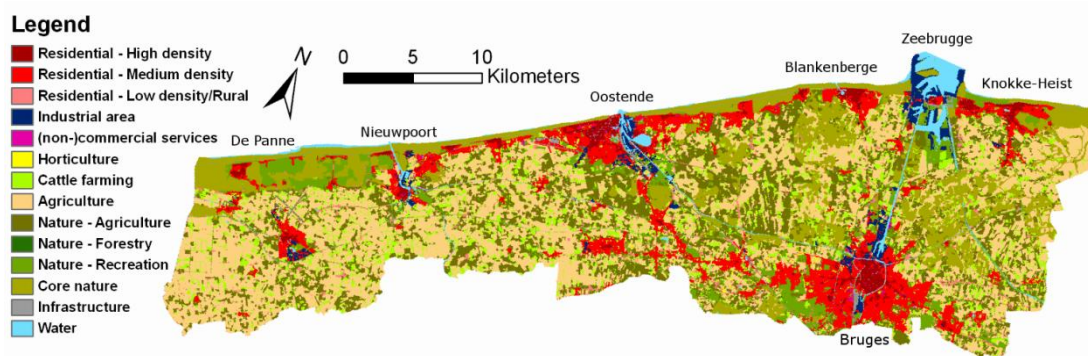 Legend
Residential - High density
Residential - Medium density
Residential - Low density/Rural
Industrial area
(non-)commercial services
Horticulture
Cattle farming
Agriculture
Nature - Agriculture
Nature - Forestry
Nature - Recreation
Core nature
Infrastructure
Water
N
0 5 10
Kilometers
De Panne
Nieuwpoort
Oostende
Blankenberge
Zeebrugge
Knokke-Heist
Bruges